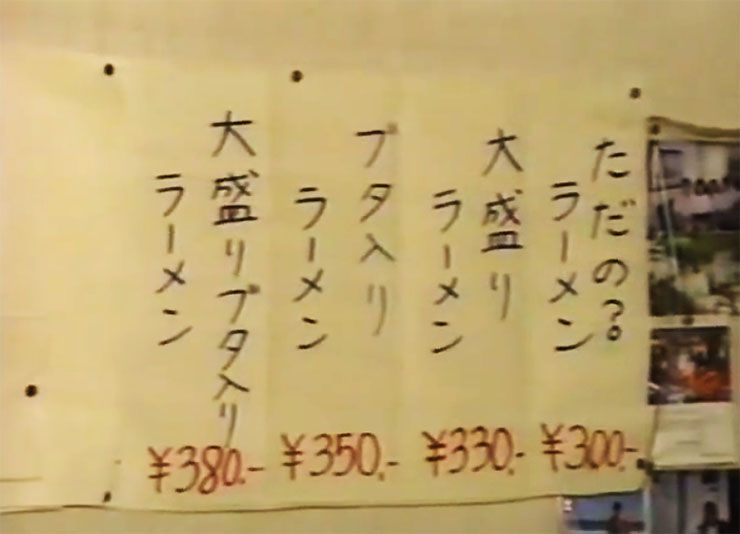 ただの?
ラーメン
¥300.-
大盛り
ラーメン
¥330.-
ブタ入り
ラーメン
¥350.-
大盛りブタ入り
ラーメン
¥380.-